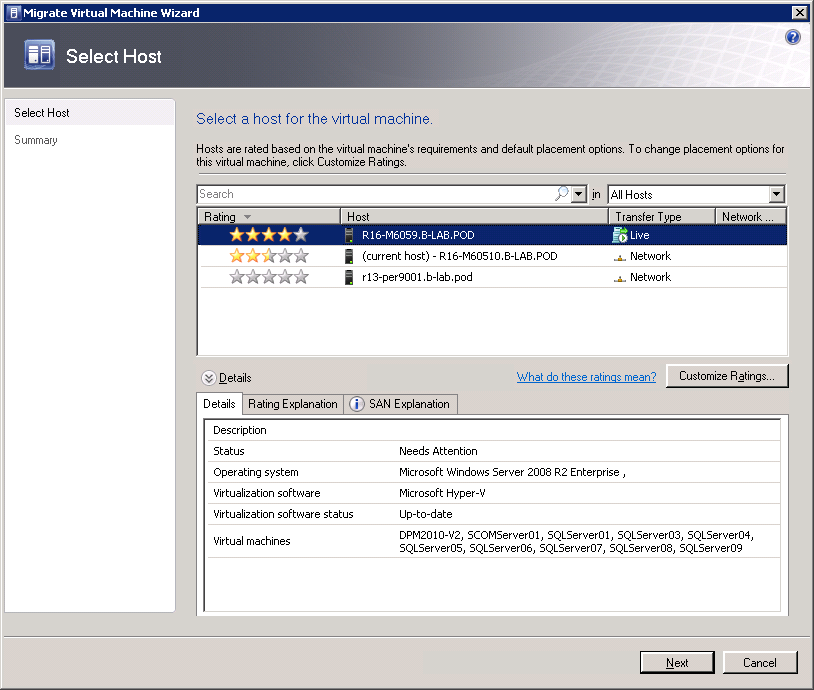 Migrate Virtual Machine Wizard
Select Host
Select Host
Summary
Select a host for the virtual machine.
Hosts are rated based on the virtual machine's requirements and default placement options. To change placement options for
this virtual machine, click Customize Ratings.
Search in All Hosts
Rating Host Transfer Type Network ...
R16-M6059.B-LAB.POD Live
(current host) - R16-M60510.B-LAB.POD Network
r13-per9001.b-lab.pod Network
Details What do these ratings mean? Customize Ratings...
Details Rating Explanation SAN Explanation
Description
Status Needs Attention
Operating system Microsoft Windows Server 2008 R2 Enterprise ,
Virtualization software Microsoft Hyper-V
Virtualization software status Up-to-date
Virtual machines DPM2010-V2, SCOMServer01, SQLServer01, SQLServer03, SQLServer04,
SQLServer05, SQLServer06, SQLServer07, SQLServer08, SQLServer09
Next Cancel